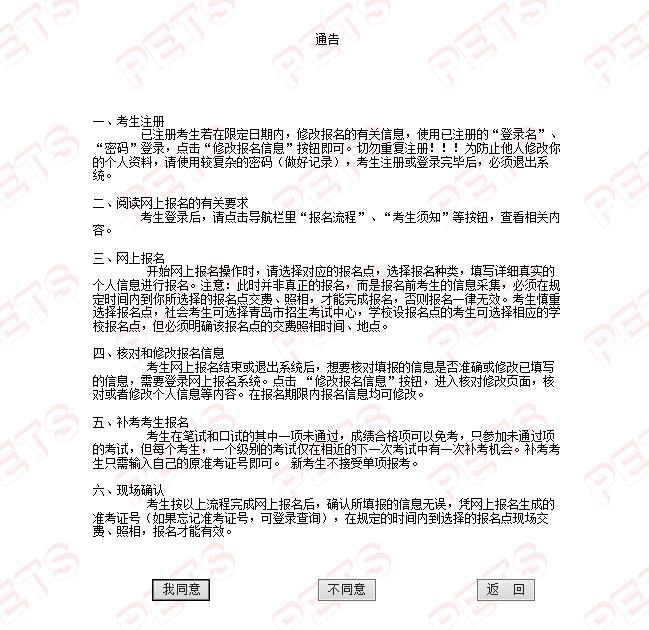 通告
一、考生注册
已注册考生若在限定日期内，修改报名的有关信息，使用已注册的“登录名”、
“密码”登录，点击“修改报名信息”按钮即可。切勿重复注册！！！为防止他人修改你
的个人资料，请使用较复杂的密码（做好记录），考生注册或登录完毕后，必须退出系
统。
二、阅读网上报名的有关要求
考生登录后，请点击导航栏里“报名流程”、“考生须知”等按钮，查看相关内
容。
三、网上报名
开始网上报名操作时，请选择对应的报名点，选择报名种类，填写详细真实的
个人信息进行报名。注意：此时并非真正的报名，而是报名前考生的信息采集，必须在规
定时间内到你所选择的报名点交费、照相，才能完成报名，否则报名一律无效。考生慎重
选择报名点，社会考生可选择青岛市招生考试中心，学校设报名点的考生可选择相应的学
校报名点，但必须明确该报名点的交费照相时间、地点。
四、核对和修改报名信息
考生网上报名结束或退出系统后，想要核对填报的信息是否准确或修改已填写
的信息，需要登录网上报名系统。点击 “修改报名信息”按钮，进入核对修改页面，核
对或者修改个人信息等内容。在报名期限内报名信息均可修改。
五、补考考生报名
考生在笔试和口试的其中一项未通过，成绩合格项可以免考，只参加未通过项
的考试，但每个考生，一个级别的考试仅在相近的下一次考试中有一次补考机会。补考考
生只需输入自己的原准考证号即可。 新考生不接受单项报考。
六、现场确认
考生按以上流程完成网上报名后，确认所填报的信息无误，凭网上报名生成的
准考证号（如果忘记准考证号，可登录查询），在规定的时间内到选择的报名点现场交
费、照相，报名才能有效。
我同意 不同意 返 回